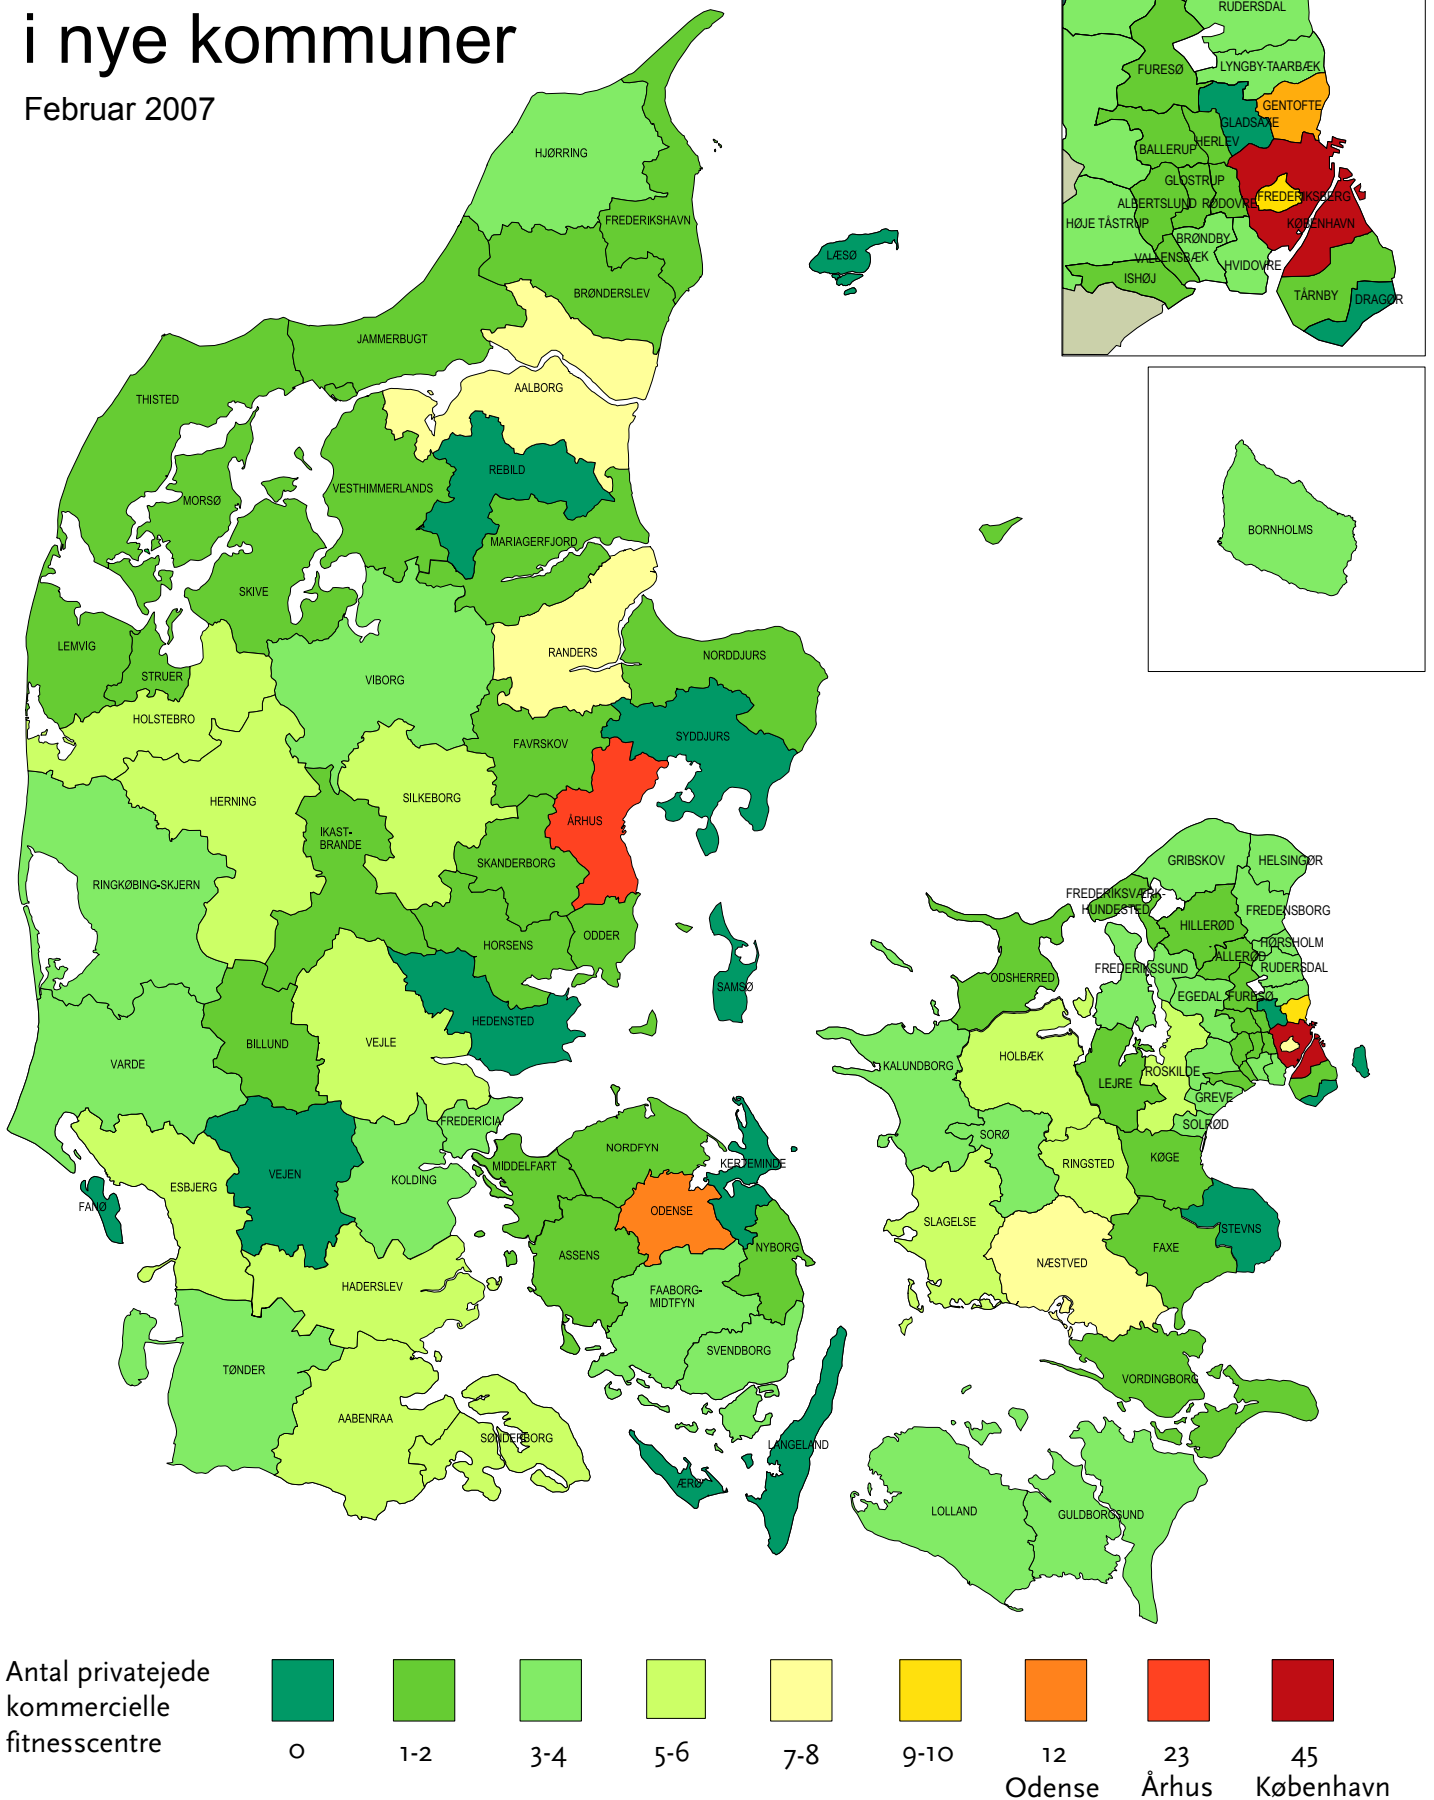 i nye kommuner
Februar 2007
RUDERSDAL
LYNGBY-TAARBÆK
FURESØ
GENTOFTE
GLADSAXE
HERLEV
BALLERUP
GLOSTRUP
ALBERTSLUND
RØDOVRE
FREDERIKSBERG
KØBENHAVN
HØJE TÅSTRUP
BRØNDBY
VALLENSBÆK
HVIDOVRE
ISHØJ
TÅRNBY
DRAGØR
BORNHOLMS
HJØRRING
FREDERIKSHAVN
LÆSØ
BRØNDERSLEV
JAMMERBUGT
AALBORG
THISTED
REBILD
VESTHIMMERLANDS
MORSØ
MARIAGERFJORD
SKIVE
LEMVIG
RANDERS
NORDDJURS
STRUER
VIBORG
HOLSTEBRO
SYDDJURS
FAVRSKOV
SILKEBORG
HERNING
ÅRHUS
IKAST-
BRANDE
SKANDERBORG
RINGKØBING-SKJERN
ODDER
HORSENS
SAMSØ
HEDENSTED
BILLUND
VEJLE
VARDE
FREDERICIA
KOLDING
VEJEN
ESBJERG
FANØ
HADERSLEV
TØNDER
AABENRAA
SØNDERBORG
MIDDELFART
NORDFYN
KERTEMINDE
ODENSE
ASSENS
NYBORG
FAABORG-
MIDTFYN
SVENDBORG
LANGELAND
ÆRØ
GRIBSKOV
HELSINGØR
FREDERIKSVÆRK-
HUNDESTED
FREDENSBORG
HILLERØD
HØRSHOLM
ALLERØD
RUDERSDAL
FREDERIKSSUND
ODSHERRED
EGEDAL
FURESØ
HOLBÆK
KALUNDBORG
ROSKILDE
LEJRE
GREVE
SOLRØD
SORØ
RINGSTED
KØGE
SLAGELSE
STEVNS
FAXE
NÆSTVED
VORDINGBORG
LOLLAND
GULDBORGSUND
Antal privatejede
kommercielle
fitnesscentre
0
1-2
3-4
5-6
7-8
9-10
12
Odense
23
Århus
45
København